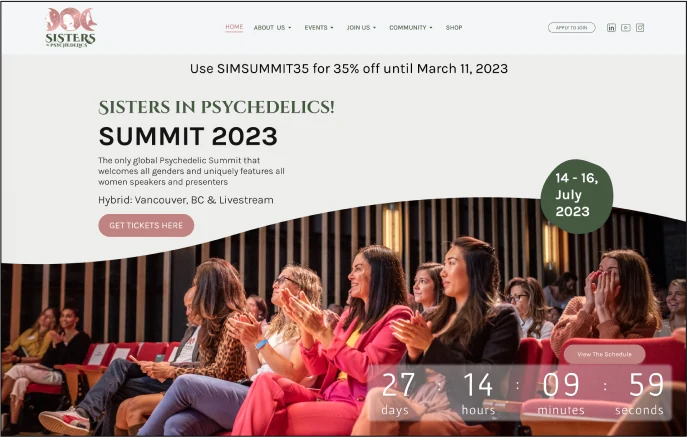 SISTERS
IN PSYCHEDELICS
HOME
ABOUT US
EVENTS
JOIN US
COMMUNITY
SHOP
APPLY TO JOIN
Use SIMSUMMIT35 for 35% off until March 11, 2023
SISTERS IN PSYCHEDELICS!
SUMMIT 2023
The only global Psychedelic Summit that
welcomes all genders and uniquely features all
women speakers and presenters
Hybrid: Vancouver, BC & Livestream
GET TICKETS HERE
14 - 16,
July
2023
View The Schedule
27 : 14 : 09 : 59
days hours minutes seconds